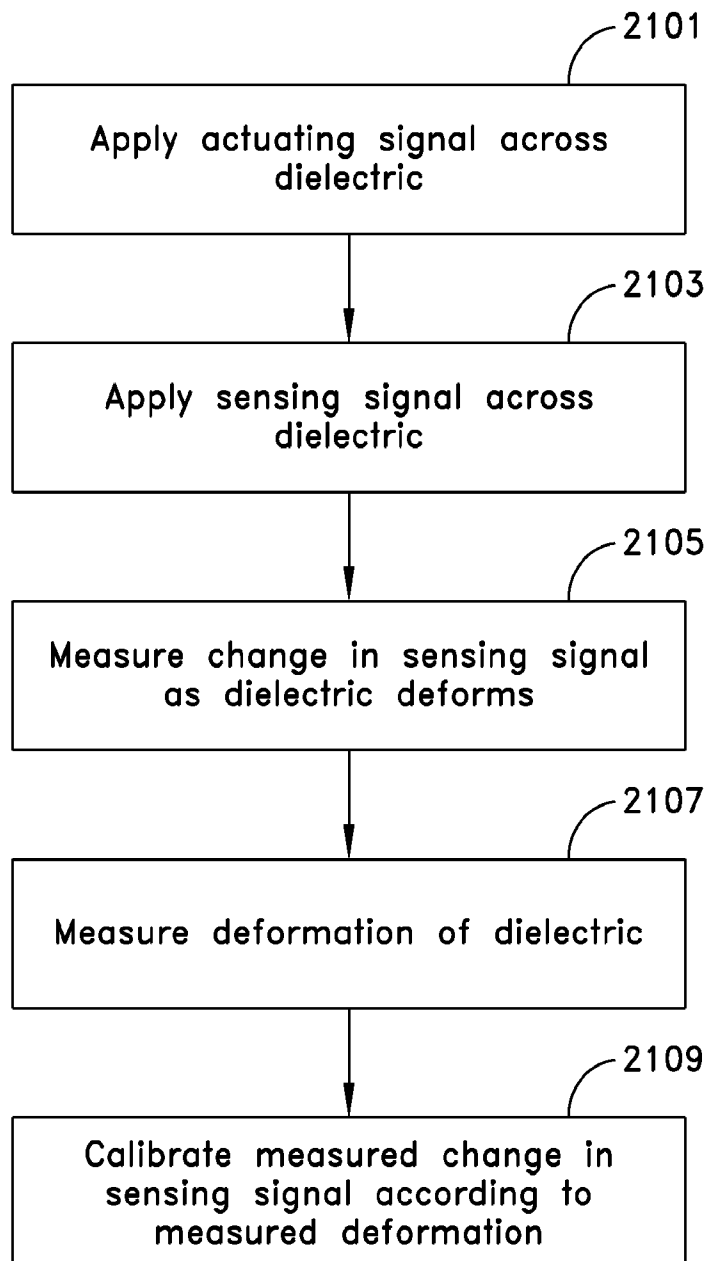 2101
Apply actuating signal across
dielectric
2103
Apply sensing signal across
dielectric
2105
Measure change in sensing signal
as dielectric deforms
2107
Measure deformation of dielectric
2109
Calibrate measured change in
sensing signal according to
measured deformation